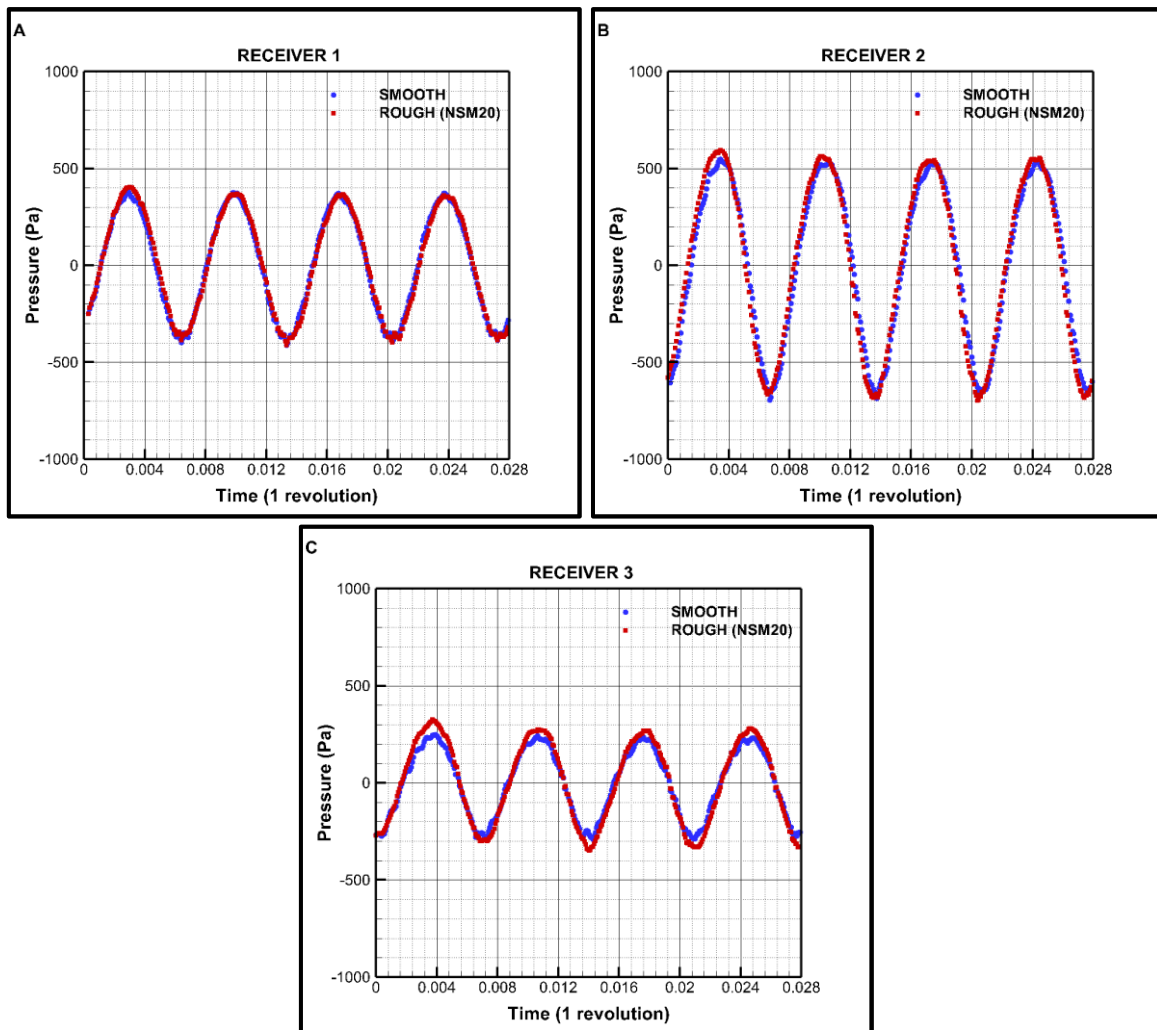 A
RECEIVER 1
SMOOTH
ROUGH (NSM20)
1000
500
0
-500
-1000
Pressure (Pa)
0 0.004 0.008 0.012 0.016 0.02 0.024 0.028
Time (1 revolution)
B
RECEIVER 2
SMOOTH
ROUGH (NSM20)
1000
500
0
-500
-1000
Pressure (Pa)
0 0.004 0.008 0.012 0.016 0.02 0.024 0.028
Time (1 revolution)
C
RECEIVER 3
SMOOTH
ROUGH (NSM20)
1000
500
0
-500
-1000
Pressure (Pa)
0 0.004 0.008 0.012 0.016 0.02 0.024 0.028
Time (1 revolution)